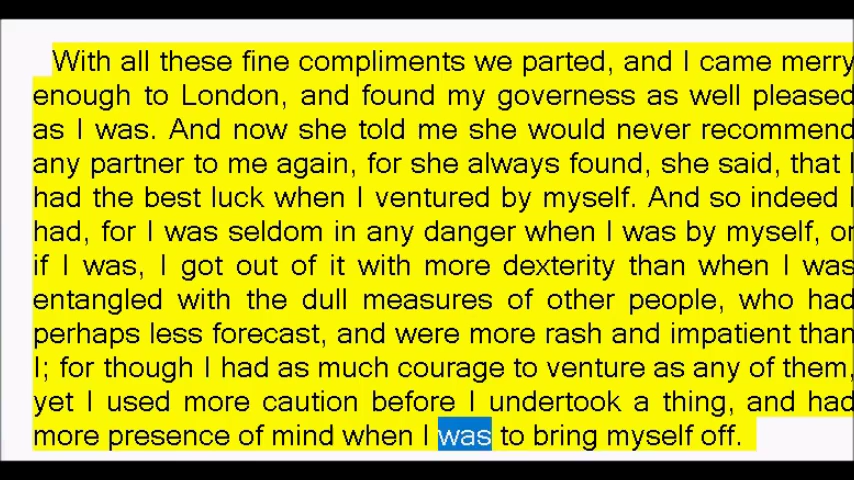 With all these fine compliments we parted, and I came merry
enough to London, and found my governess as well pleased
as I was. And now she told me she would never recommend
any partner to me again, for she always found, she said, that I
had the best luck when I ventured by myself. And so indeed I
had, for I was seldom in any danger when I was by myself, or
if I was, I got out of it with more dexterity than when I was
entangled with the dull measures of other people, who had
perhaps less forecast, and were more rash and impatient than
I; for though I had as much courage to venture as any of them,
yet I used more caution before I undertook a thing, and had
more presence of mind when I was to bring myself off.